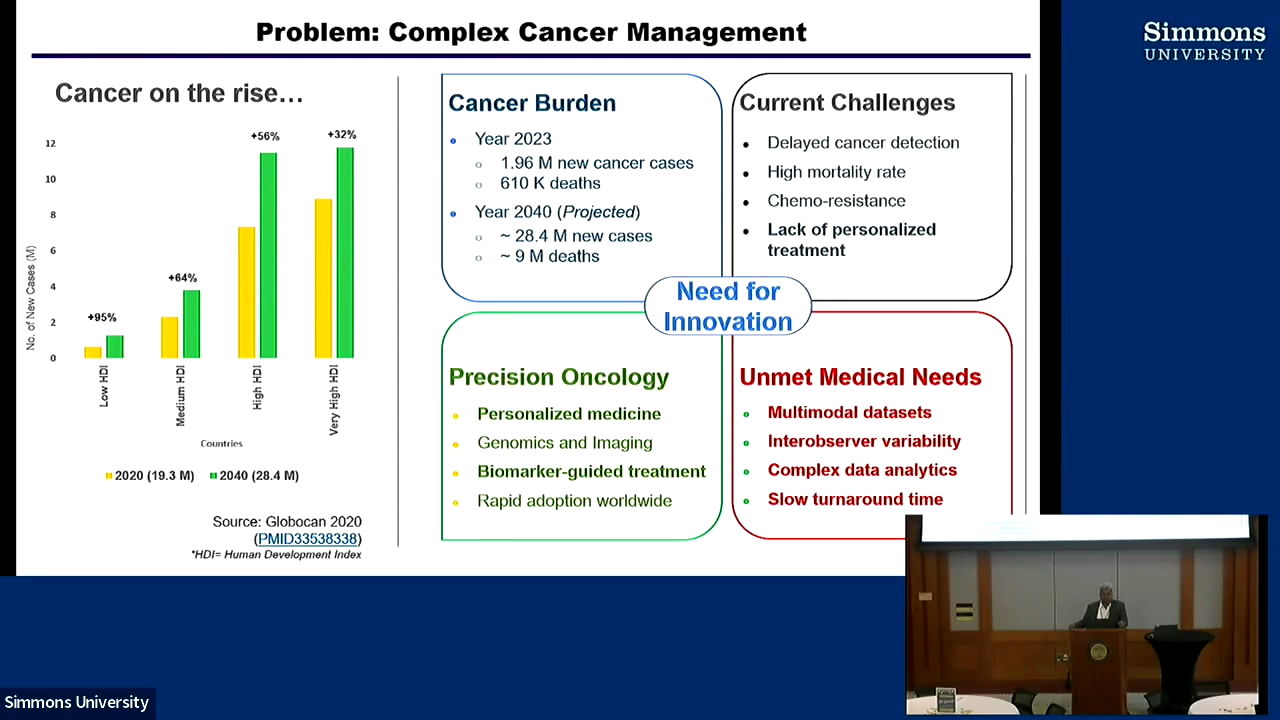 Problem: Complex Cancer Management
Simmons
UNIVERSITY
Cancer on the rise…
No. of New Cases (M)
12
10
8
6
4
2
0
+95%
+64%
+56%
+32%
Low HDI
Medium HDI
High HDI
Very High HDI
Countries
2020 (19.3 M)
2040 (28.4 M)
Source: Globocan 2020
(PMID33538338)
*HDI= Human Development Index
Cancer Burden
Year 2023
1.96 M new cancer cases
610 K deaths
Year 2040 (Projected)
~ 28.4 M new cases
~ 9 M deaths
Current Challenges
Delayed cancer detection
High mortality rate
Chemo-resistance
Lack of personalized
treatment
Need for
Innovation
Precision Oncology
Personalized medicine
Genomics and Imaging
Biomarker-guided treatment
Rapid adoption worldwide
Unmet Medical Needs
Multimodal datasets
Interobserver variability
Complex data analytics
Slow turnaround time
Simmons University